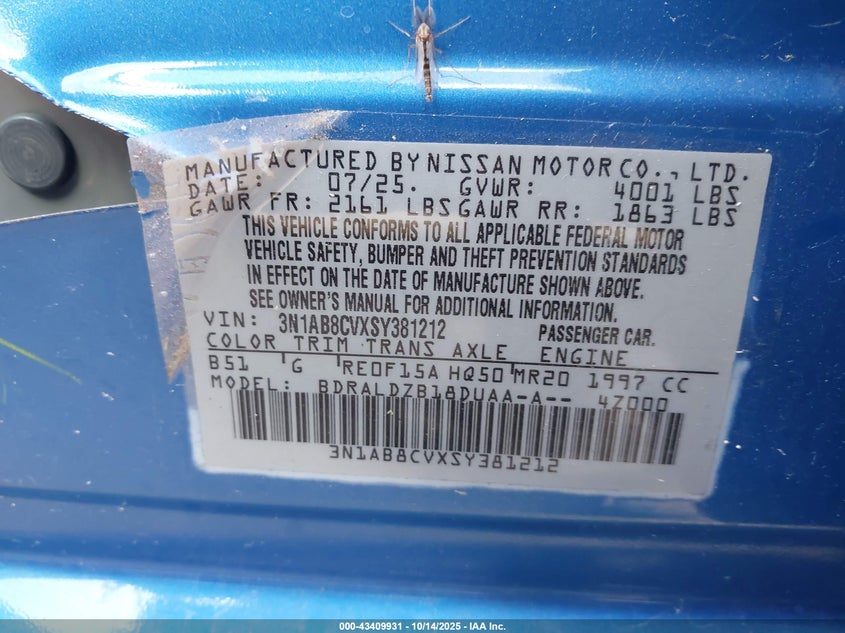 MANUFACTURED BY NISSAN MOTOR CO., LTD.
DATE: 07/25. GVWR: 4001 LBS
GAWR FR: 2161 LBS GAWR RR: 1863 LBS
THIS VEHICLE CONFORMS TO ALL APPLICABLE FEDERAL MOTOR
VEHICLE SAFETY, BUMPER AND THEFT PREVENTION STANDARDS
IN EFFECT ON THE DATE OF MANUFACTURE SHOWN ABOVE.
SEE OWNER'S MANUAL FOR ADDITIONAL INFORMATION.
VIN: 3N1AB8CVXSY381212 PASSENGER CAR.
COLOR TRIM TRANS AXLE ENGINE
B51 G RE0F15A HQ50 MR20 1997 CC
MODEL: BDRALDZB18DUAA-A-- 4Z000
3N1AB8CVXSY381212
000-43409931 - 10/14/2025 - IAA Inc.